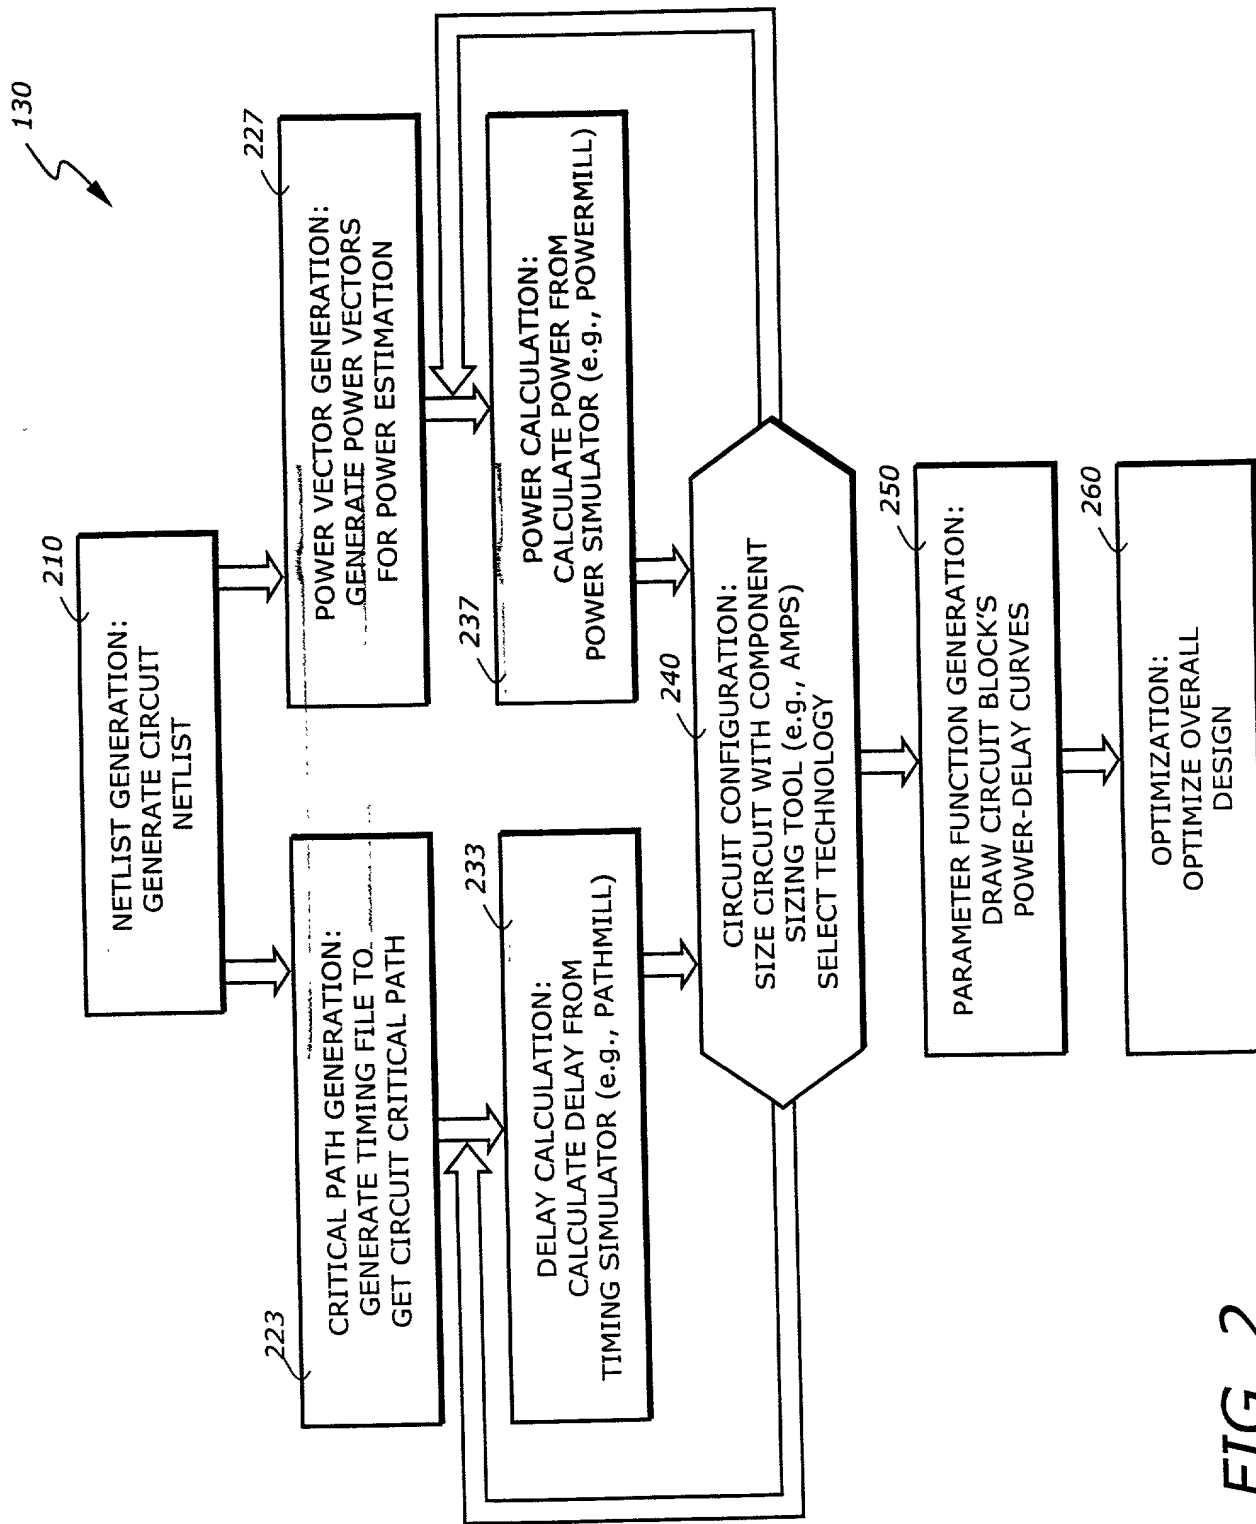 130
210
NETLIST GENERATION:
GENERATE CIRCUIT
NETLIST
223
CRITICAL PATH GENERATION:
GENERATE TIMING FILE TO
GET CIRCUIT CRITICAL PATH
227
POWER VECTOR GENERATION:
GENERATE POWER VECTORS
FOR POWER ESTIMATION
233
DELAY CALCULATION:
CALCULATE DELAY FROM
TIMING SIMULATOR (e.g., PATHMILL)
237
POWER CALCULATION:
CALCULATE POWER FROM
POWER SIMULATOR (e.g., POWERMILL)
240
CIRCUIT CONFIGURATION:
SIZE CIRCUIT WITH COMPONENT
SIZING TOOL (e.g., AMPS)
SELECT TECHNOLOGY
250
PARAMETER FUNCTION GENERATION:
DRAW CIRCUIT BLOCK'S
POWER-DELAY CURVES
260
OPTIMIZATION:
OPTIMIZE OVERALL
DESIGN
FIG. 2